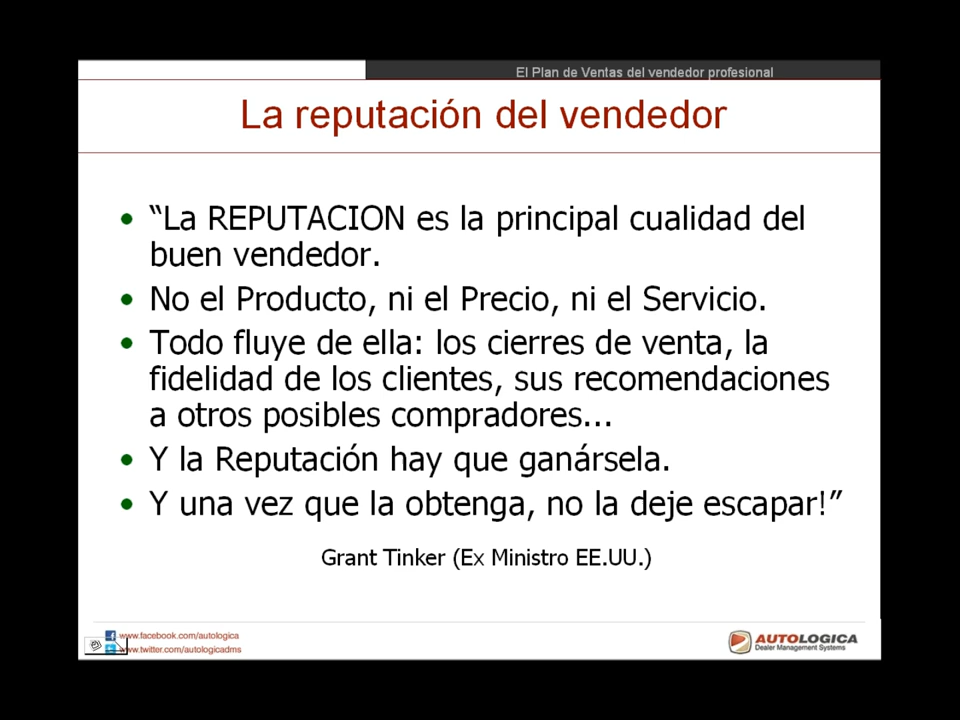 El Plan de Ventas del vendedor profesional
La reputación del vendedor
• “La REPUTACION es la principal cualidad del
buen vendedor.
• No el Producto, ni el Precio, ni el Servicio.
• Todo fluye de ella: los cierres de venta, la
fidelidad de los clientes, sus recomendaciones
a otros posibles compradores...
• Y la Reputación hay que ganársela.
• Y una vez que la obtenga, no la deje escapar!”
Grant Tinker (Ex Ministro EE.UU.)
www.facebook.com/autologica
www.twitter.com/autologicadms
AUTOLOGICA
Dealer Management Systems